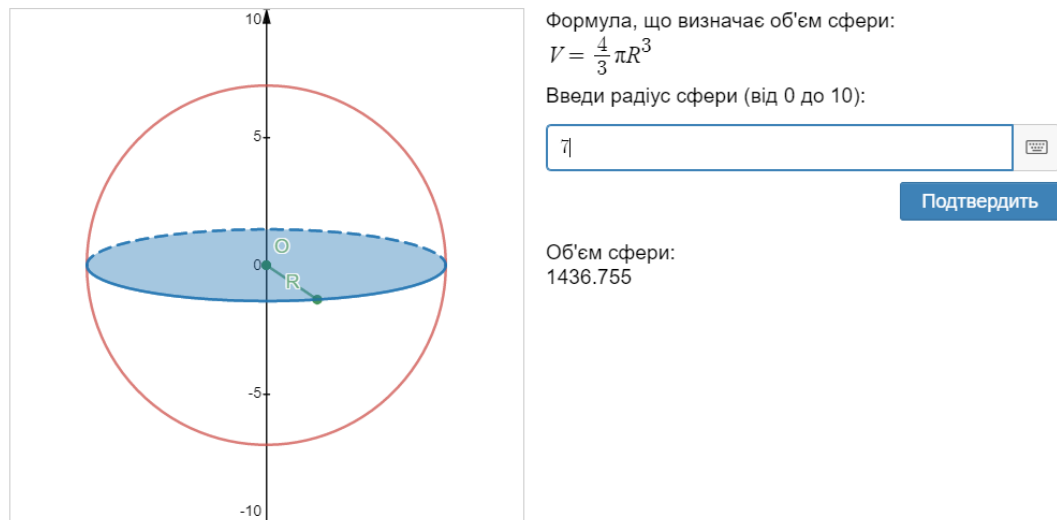 10
5
O
0
R
-5
-10
Формула, що визначає об'єм сфери:
V = 4/3 πR³
Введи радіус сфери (від 0 до 10):
7
Подтвердить
Об'єм сфери:
1436.755